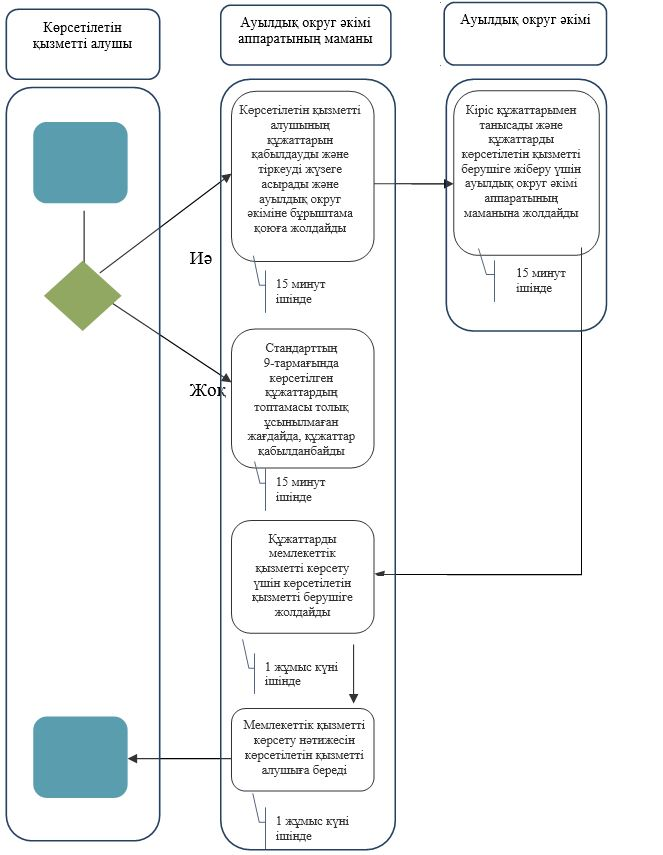 Көрсетілетін
қызметті алушы
Ауылдық округ әкімі
аппаратының маманы
Ауылдық округ әкімі
Көрсетілетін қызметті
алушының
құжаттарын
қабылдауды және
тіркеуді жүзеге
асырады және
ауылдық округ
әкіміне бұрыштама
қоюға жолдайды
Кіріс құжаттарымен
танысады және
құжаттарды
көрсетілетін қызметті
берушіге жіберу үшін
ауылдық округ әкімі
аппаратының
маманына жолдайды
Иә
15 минут
ішінде
15 минут
ішінде
Стандарттың
9-тармағында
көрсетілген
құжаттардың
топтамасы толық
ұсынылмаған
жағдайда, құжаттар
қабылданбайды
Жоқ
15 минут
ішінде
Құжаттарды
мемлекеттік
қызметті көрсету
үшін көрсетілетін
қызметті берушіге
жолдайды
1 жұмыс күні
ішінде
Мемлекеттік қызметті
көрсету нәтижесін
көрсетілетін қызметті
алушыға береді
1 жұмыс күні
ішінде